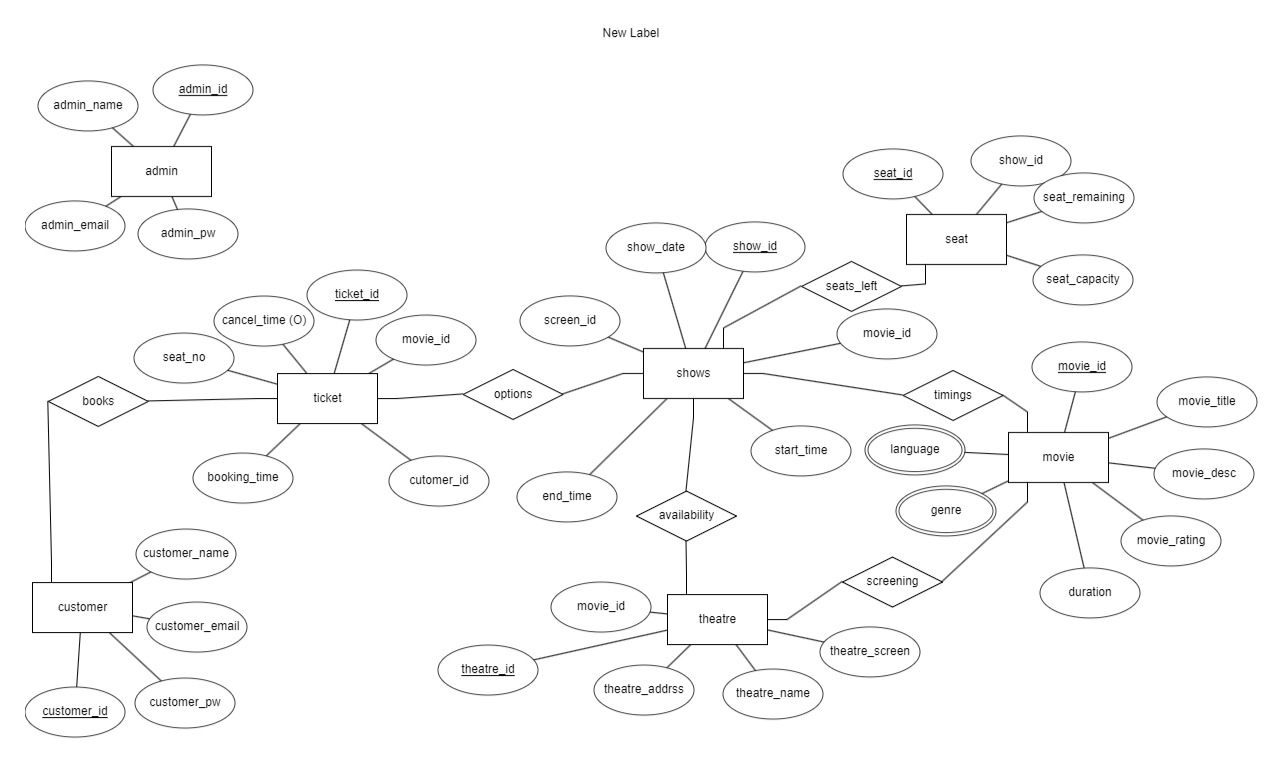 New Label
admin_name
admin_id
admin
admin_email
admin_pw
seat_id
show_id
seat_remaining
seat
seat_capacity
show_date
show_id
seats_left
screen_id
movie_id
shows
ticket_id
cancel_time (O)
movie_id
seat_no
ticket
options
books
booking_time
cutomer_id
timings
start_time
end_time
availability
movie_id
movie_title
language
movie
movie_desc
genre
movie_rating
duration
screening
customer_name
customer
customer_email
customer_id
customer_pw
movie_id
theatre
theatre_id
theatre_screen
theatre_addrss
theatre_name